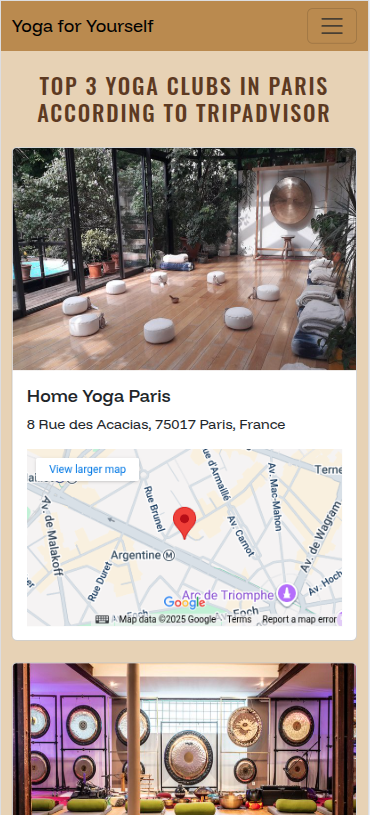 Yoga for Yourself
TOP 3 YOGA CLUBS IN PARIS
ACCORDING TO TRIPADVISOR
Home Yoga Paris
8 Rue des Acacias, 75017 Paris, France
View larger map
Terne
Rue Brunel
ue d'Armaillé
Av. Mac-Mahon
Av. Carnot
Av. de Wagram
Av. de Malakoff
Argentine M
Rue Duret
Arc de Triomphe
Av. Hoch
Foch
Google
. Foch
Map data ©2025 Google
Terms
Report a map error